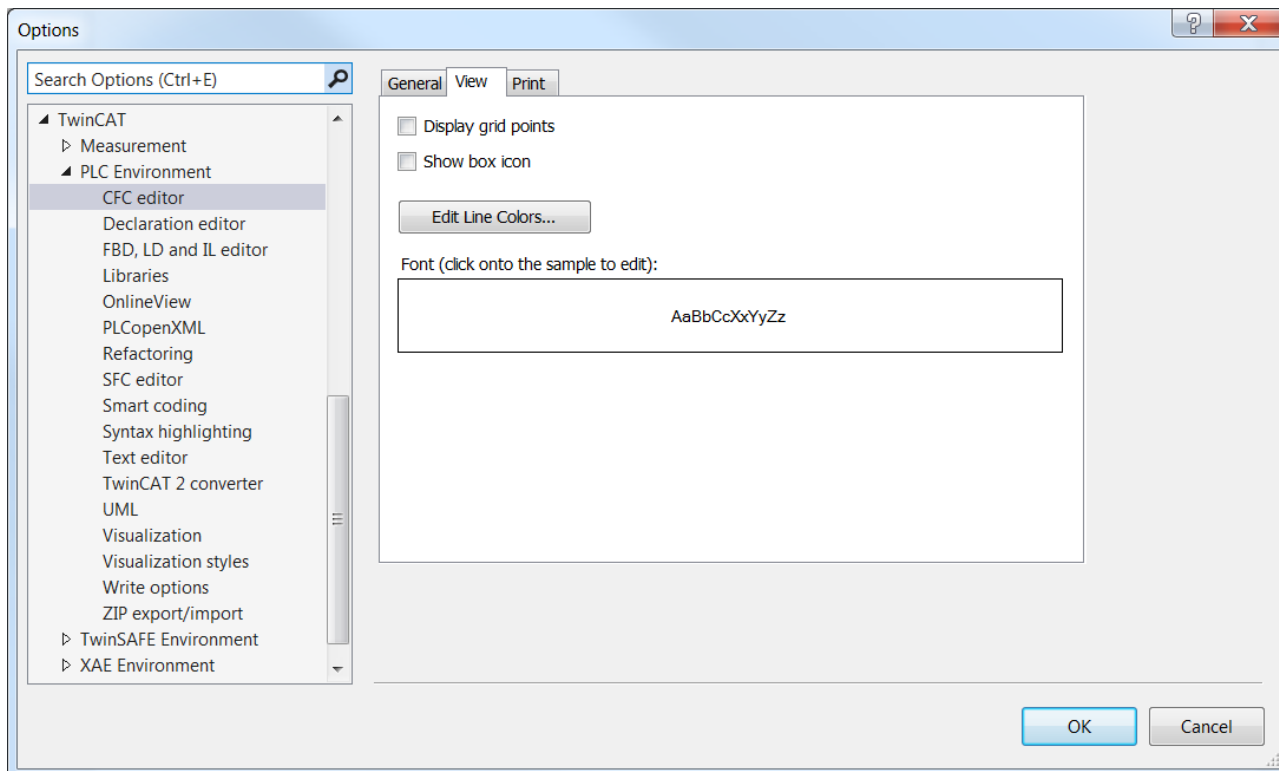 Options
Search Options (Ctrl+E)
TwinCAT
Measurement
PLC Environment
CFC editor
Declaration editor
FBD, LD and IL editor
Libraries
OnlineView
PLCopenXML
Refactoring
SFC editor
Smart coding
Syntax highlighting
Text editor
TwinCAT 2 converter
UML
Visualization
Visualization styles
Write options
ZIP export/import
TwinSAFE Environment
XAE Environment
General View Print
Display grid points
Show box icon
Edit Line Colors...
Font (click onto the sample to edit):
AaBbCcXxYyZz
OK Cancel